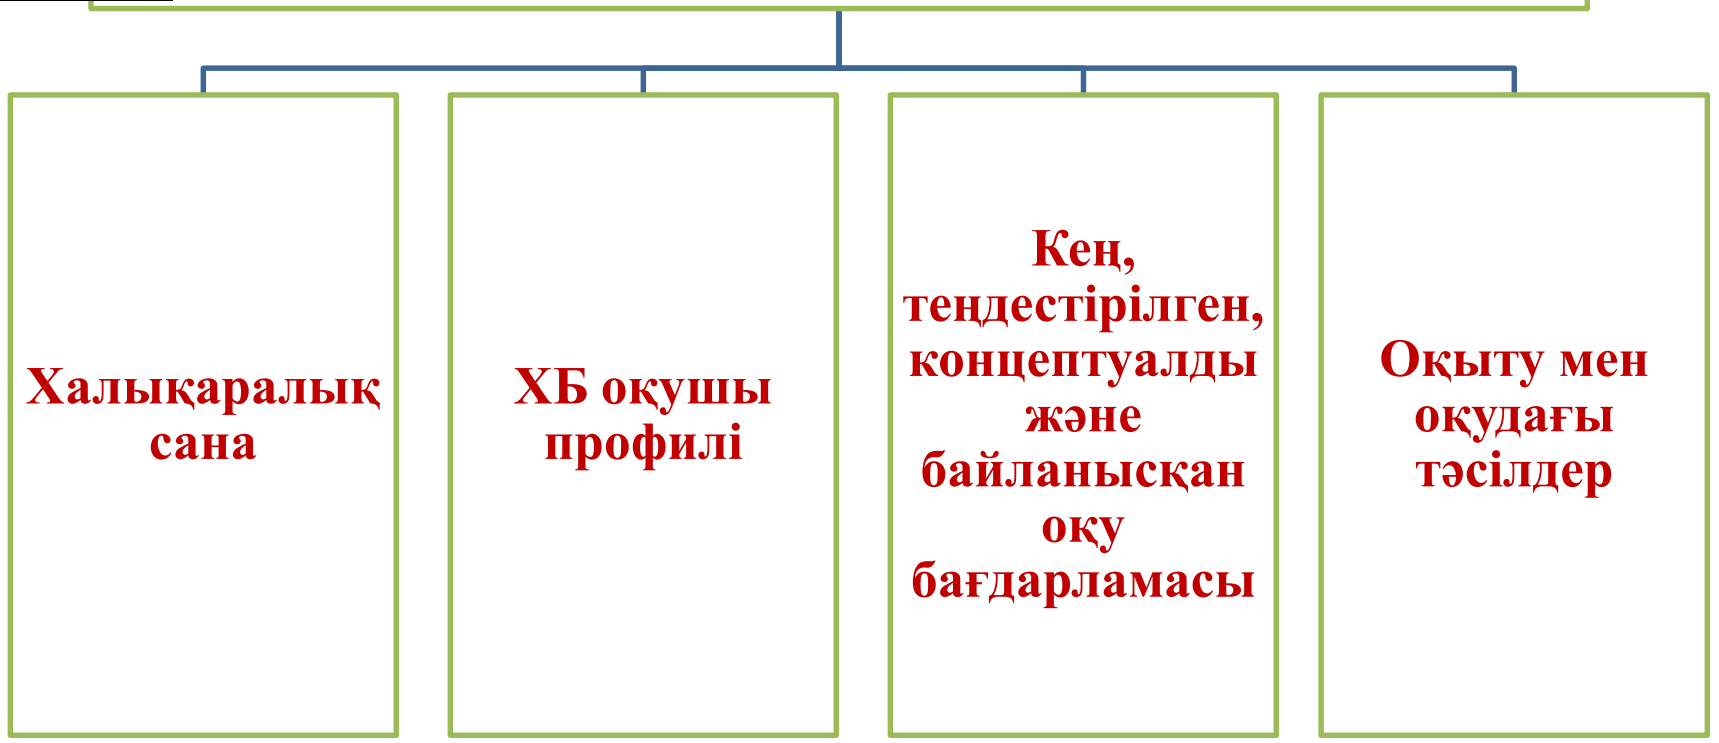 Халықаралық
сана
ХБ оқушы
профилі
Кең,
теңдестірілген,
концептуалды
және
байланысқан
оқу
бағдарламасы
Оқыту мен
оқудағы
тәсілдер